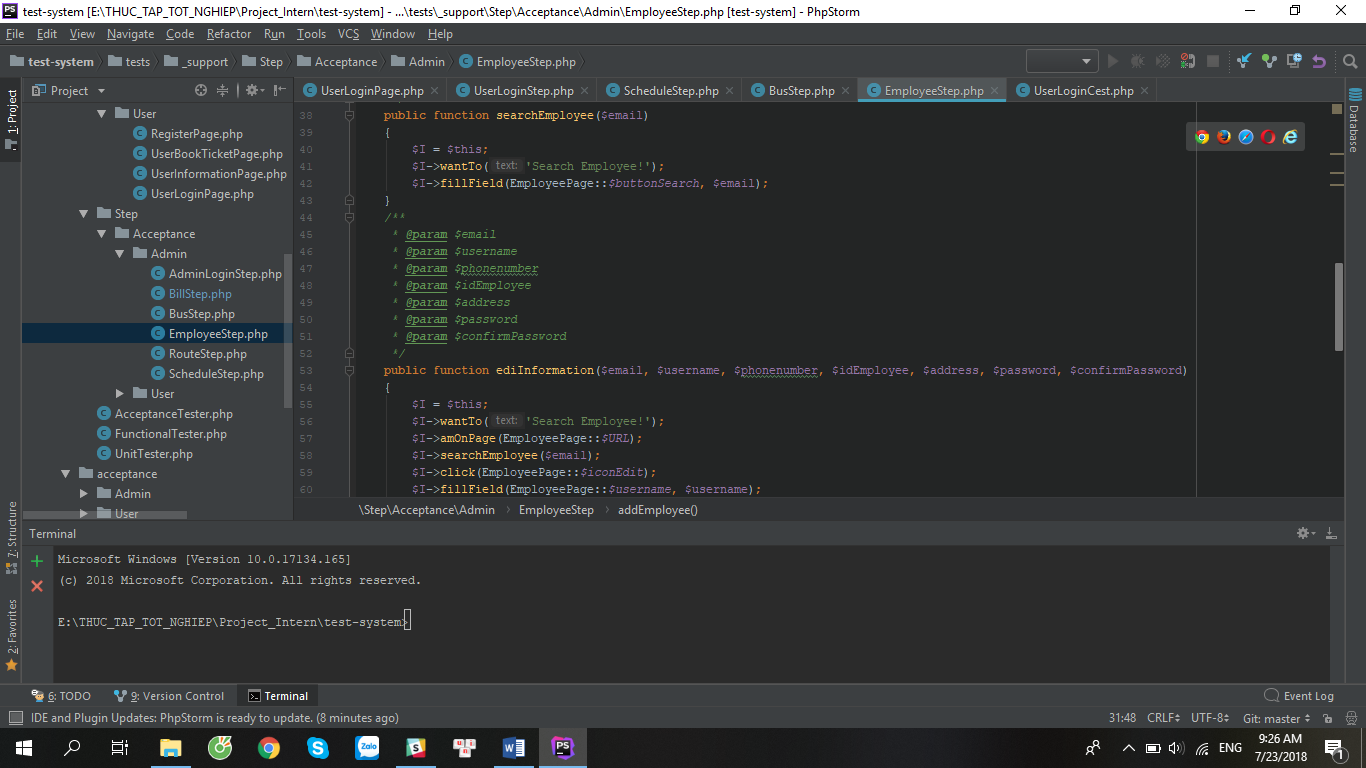 test-system [E:\THUC_TAP_TOT_NGHIEP\Project_Intern\test-system] - ...\tests\_support\Step\Acceptance\Admin\EmployeeStep.php [test-system] - PhpStorm
File Edit View Navigate Code Refactor Run Tools VCS Window Help
test-system tests _support Step Acceptance Admin EmployeeStep.php
1: Project
Project
User
RegisterPage.php
UserBookTicketPage.php
UserInformationPage.php
UserLoginPage.php
Step
Acceptance
Admin
AdminLoginStep.php
BillStep.php
BusStep.php
EmployeeStep.php
RouteStep.php
ScheduleStep.php
User
AcceptanceTester.php
FunctionalTester.php
UnitTester.php
acceptance
Admin
User
7: Structure
2: Favorites
UserLoginPage.php UserLoginStep.php ScheduleStep.php BusStep.php EmployeeStep.php UserLoginCest.php
Database
38 public function searchEmployee($email)
39 {
40 $I = $this;
41 $I->wantTo( text: 'Search Employee!');
42 $I->fillField(EmployeePage::$buttonSearch, $email);
43 }
44 /**
45 * @param $email
46 * @param $username
47 * @param $phonenumber
48 * @param $idEmployee
49 * @param $address
50 * @param $password
51 * @param $confirmPassword
52 */
53 public function ediInformation($email, $username, $phonenumber, $idEmployee, $address, $password, $confirmPassword)
54 {
55 $I = $this;
56 $I->wantTo( text: 'Search Employee!');
57 $I->amOnPage(EmployeePage::$URL);
58 $I->searchEmployee($email);
59 $I->click(EmployeePage::$iconEdit);
60 $I->fillField(EmployeePage::$username, $username);
\Step\Acceptance\Admin EmployeeStep addEmployee()
Terminal
Microsoft Windows [Version 10.0.17134.165]
(c) 2018 Microsoft Corporation. All rights reserved.
E:\THUC_TAP_TOT_NGHIEP\Project_Intern\test-system>
6: TODO 9: Version Control Terminal Event Log
IDE and Plugin Updates: PhpStorm is ready to update. (8 minutes ago) 31:48 CRLF UTF-8 Git: master
Zalo PS ENG 9:26 AM
7/23/2018
1